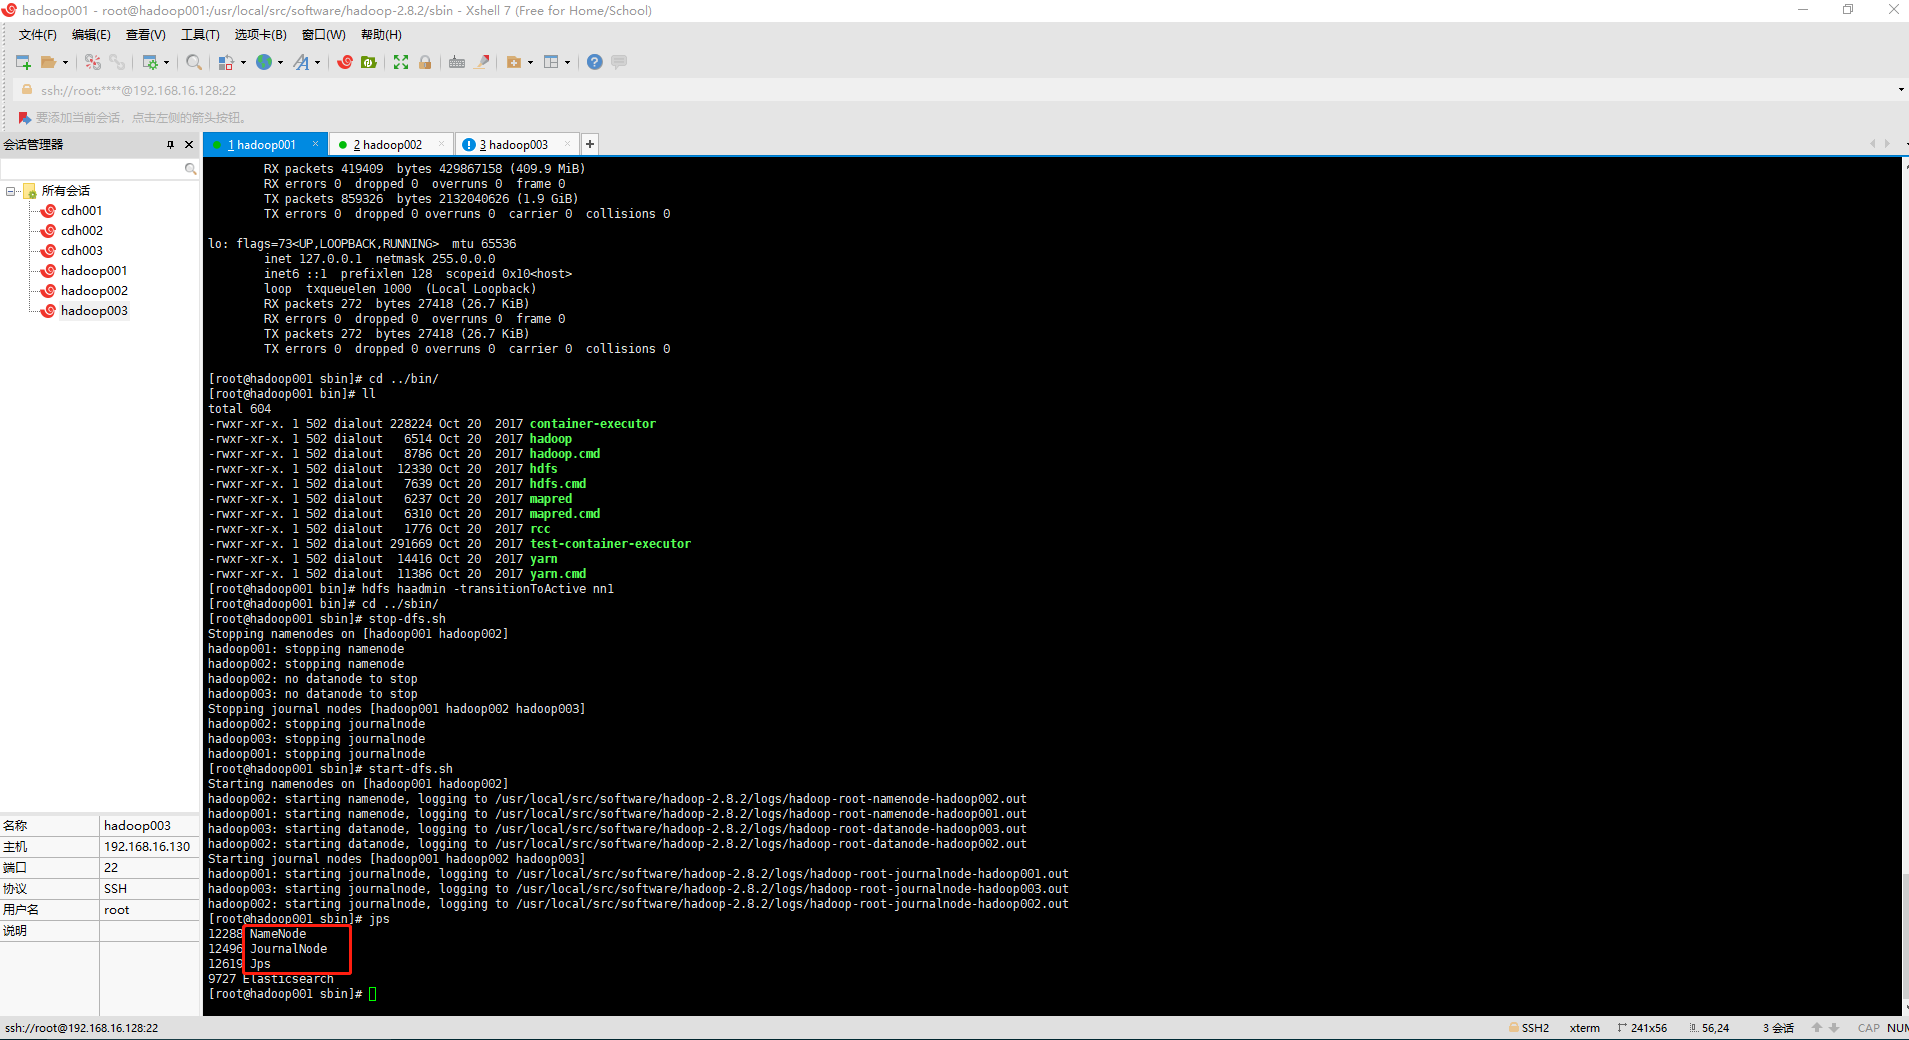 hadoop001 - root@hadoop001:/usr/local/src/software/hadoop-2.8.2/sbin - Xshell 7 (Free for Home/School)
文件(F) 编辑(E) 查看(V) 工具(T) 选项卡(B) 窗口(W) 帮助(H)
ssh://root:****@192.168.16.128:22
要添加当前会话，点击左侧的箭头按钮。
会话管理器
1 hadoop001
2 hadoop002
3 hadoop003
所有会话
cdh001
cdh002
cdh003
hadoop001
hadoop002
hadoop003
名称 hadoop003
主机 192.168.16.130
端口 22
协议 SSH
用户名 root
说明
RX packets 419409  bytes 429867158 (409.9 MiB)
RX errors 0  dropped 0  overruns 0  frame 0
TX packets 859326  bytes 2132040626 (1.9 GiB)
TX errors 0  dropped 0 overruns 0  carrier 0  collisions 0
lo: flags=73<UP,LOOPBACK,RUNNING>  mtu 65536
inet 127.0.0.1  netmask 255.0.0.0
inet6 ::1  prefixlen 128  scopeid 0x10<host>
loop  txqueuelen 1000  (Local Loopback)
RX packets 272  bytes 27418 (26.7 KiB)
RX errors 0  dropped 0  overruns 0  frame 0
TX packets 272  bytes 27418 (26.7 KiB)
TX errors 0  dropped 0 overruns 0  carrier 0  collisions 0
[root@hadoop001 sbin]# cd ../bin/
[root@hadoop001 bin]# ll
total 604
-rwxr-xr-x. 1 502 dialout 228224 Oct 20  2017 container-executor
-rwxr-xr-x. 1 502 dialout   6514 Oct 20  2017 hadoop
-rwxr-xr-x. 1 502 dialout   8786 Oct 20  2017 hadoop.cmd
-rwxr-xr-x. 1 502 dialout  12330 Oct 20  2017 hdfs
-rwxr-xr-x. 1 502 dialout   7639 Oct 20  2017 hdfs.cmd
-rwxr-xr-x. 1 502 dialout   6237 Oct 20  2017 mapred
-rwxr-xr-x. 1 502 dialout   6310 Oct 20  2017 mapred.cmd
-rwxr-xr-x. 1 502 dialout   1776 Oct 20  2017 rcc
-rwxr-xr-x. 1 502 dialout 291669 Oct 20  2017 test-container-executor
-rwxr-xr-x. 1 502 dialout  14416 Oct 20  2017 yarn
-rwxr-xr-x. 1 502 dialout  11386 Oct 20  2017 yarn.cmd
[root@hadoop001 bin]# hdfs haadmin -transitionToActive nn1
[root@hadoop001 bin]# cd ../sbin/
[root@hadoop001 sbin]# stop-dfs.sh
Stopping namenodes on [hadoop001 hadoop002]
hadoop001: stopping namenode
hadoop002: stopping namenode
hadoop002: no datanode to stop
hadoop003: no datanode to stop
Stopping journal nodes [hadoop001 hadoop002 hadoop003]
hadoop002: stopping journalnode
hadoop003: stopping journalnode
hadoop001: stopping journalnode
[root@hadoop001 sbin]# start-dfs.sh
Starting namenodes on [hadoop001 hadoop002]
hadoop002: starting namenode, logging to /usr/local/src/software/hadoop-2.8.2/logs/hadoop-root-namenode-hadoop002.out
hadoop001: starting namenode, logging to /usr/local/src/software/hadoop-2.8.2/logs/hadoop-root-namenode-hadoop001.out
hadoop003: starting datanode, logging to /usr/local/src/software/hadoop-2.8.2/logs/hadoop-root-datanode-hadoop003.out
hadoop002: starting datanode, logging to /usr/local/src/software/hadoop-2.8.2/logs/hadoop-root-datanode-hadoop002.out
Starting journal nodes [hadoop001 hadoop002 hadoop003]
hadoop001: starting journalnode, logging to /usr/local/src/software/hadoop-2.8.2/logs/hadoop-root-journalnode-hadoop001.out
hadoop003: starting journalnode, logging to /usr/local/src/software/hadoop-2.8.2/logs/hadoop-root-journalnode-hadoop003.out
hadoop002: starting journalnode, logging to /usr/local/src/software/hadoop-2.8.2/logs/hadoop-root-journalnode-hadoop002.out
[root@hadoop001 sbin]# jps
12288 NameNode
12496 JournalNode
12619 Jps
9727 Elasticsearch
[root@hadoop001 sbin]#
ssh://root@192.168.16.128:22 SSH2 xterm 241x56 56,24 3 会话 CAP NUM